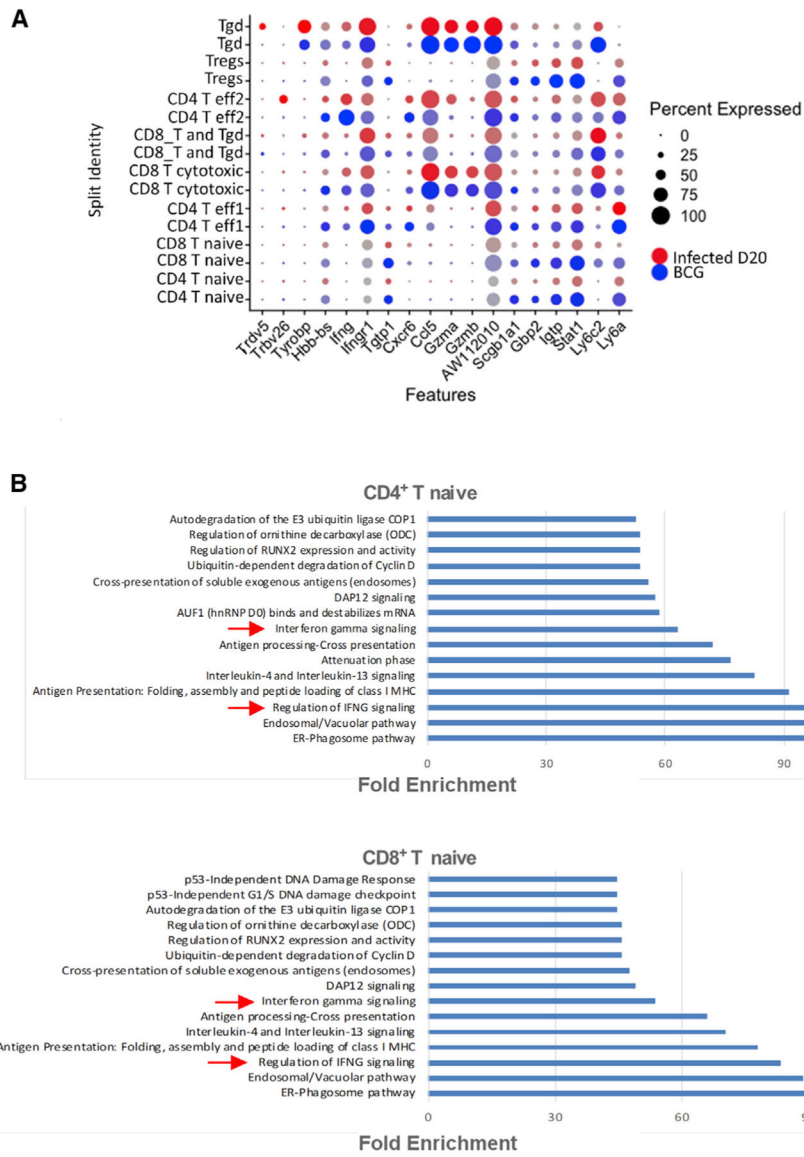 A
Tgd
Tgd
Tregs
Tregs
CD4 T eff2
CD4 T eff2
CD8_T and Tgd
CD8_T and Tgd
CD8 T cytotoxic
CD8 T cytotoxic
CD4 T eff1
CD4 T eff1
CD8 T naive
CD8 T naive
CD4 T naive
CD4 T naive
Split Identity
Trdv5
Trbv26
Tyrobp
Hbb-bs
Ifng
Ifngr1
Tgtp1
Cxcr6
Ccl5
Gzma
Gzmb
AW112010
Scgb1a1
Gbp2
Igtp
Stat1
Ly6c2
Ly6a
Features
Percent Expressed
0
25
50
75
100
Infected D20
BCG
B
CD4+ T naive
Autodegradation of the E3 ubiquitin ligase COP1
Regulation of ornithine decarboxylase (ODC)
Regulation of RUNX2 expression and activity
Ubiquitin-dependent degradation of Cyclin D
Cross-presentation of soluble exogenous antigens (endosomes)
DAP12 signaling
AUF1 (hnRNP D0) binds and destabilizes mRNA
Interferon gamma signaling
Antigen processing-Cross presentation
Attenuation phase
Interleukin-4 and Interleukin-13 signaling
Antigen Presentation: Folding, assembly and peptide loading of class I MHC
Regulation of IFNG signaling
Endosomal/Vacuolar pathway
ER-Phagosome pathway
0 30 60 90
Fold Enrichment
CD8+ T naive
p53-Independent DNA Damage Response
p53-Independent G1/S DNA damage checkpoint
Autodegradation of the E3 ubiquitin ligase COP1
Regulation of ornithine decarboxylase (ODC)
Regulation of RUNX2 expression and activity
Ubiquitin-dependent degradation of Cyclin D
Cross-presentation of soluble exogenous antigens (endosomes)
DAP12 signaling
Interferon gamma signaling
Antigen processing-Cross presentation
Interleukin-4 and Interleukin-13 signaling
Antigen Presentation: Folding, assembly and peptide loading of class I MHC
Regulation of IFNG signaling
Endosomal/Vacuolar pathway
ER-Phagosome pathway
0 30 60 9
Fold Enrichment